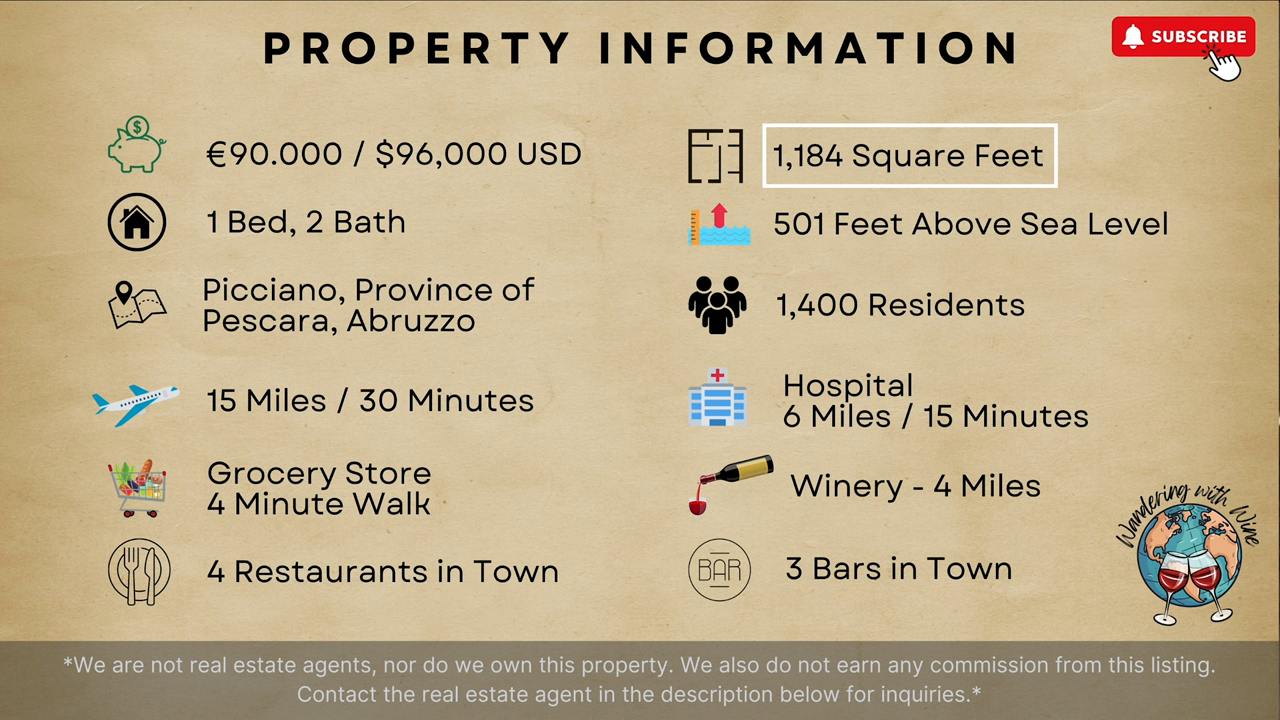 PROPERTY INFORMATION
SUBSCRIBE
$
€90.000 / $96,000 USD
1 Bed, 2 Bath
Picciano, Province of
Pescara, Abruzzo
15 Miles / 30 Minutes
Grocery Store
4 Minute Walk
4 Restaurants in Town
1,184 Square Feet
501 Feet Above Sea Level
1,400 Residents
Hospital
6 Miles / 15 Minutes
Winery - 4 Miles
BAR
3 Bars in Town
Wandering with Wine
*We are not real estate agents, nor do we own this property. We also do not earn any commission from this listing.
Contact the real estate agent in the description below for inquiries.*